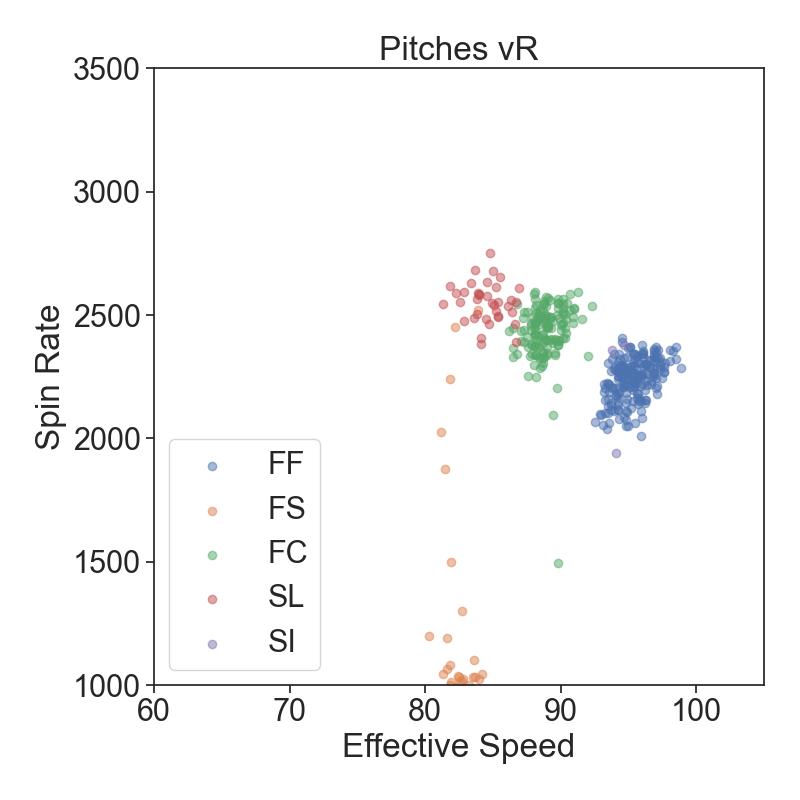 Pitches vR
3500
3000
2500
2000
1500
1000
Spin Rate
FF
FS
FC
SL
SI
60 70 80 90 100
Effective Speed